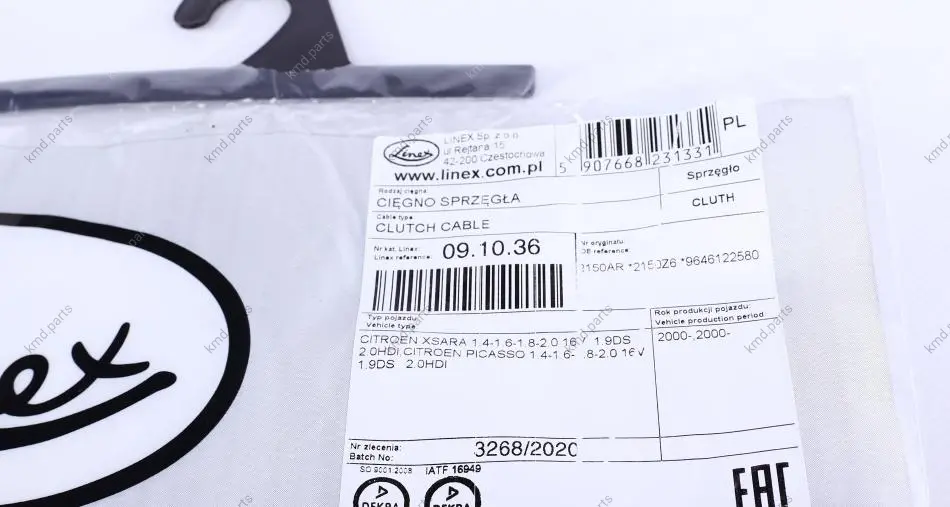 Linex
LINEX Sp. z o.o
ul Rejtana 15
42-200 Czestochowa
www.linex.com.pl
5 907668 231331
PL
Rodzaj cięgna:
CIĘGNO SPRZĘGŁA
Sprzęgło
Cable type
CLUTCH CABLE
CLUTH
Nr kat. Linex:
Linex reference:
09.10.36
Nr oryginału:
OE reference:
2150AR *2150Z6 *9646122580
Typ pojazdu:
Vehicle type
CITROEN XSARA 1.4-1.6-1.8-2.0 16V 1.9DS
2.0HDI,CITROEN PICASSO 1.4-1.6-1.8-2.0 16V
1.9DS 2.0HDI
Rok produkcji pojazdu:
Vehicle production period
2000-,2000-
Nr zlecenia:
Batch No:
3268/2020
ISO 9001:2008 IATF 16949
DEKRA DEKRA
EAC
ex
kmd.parts